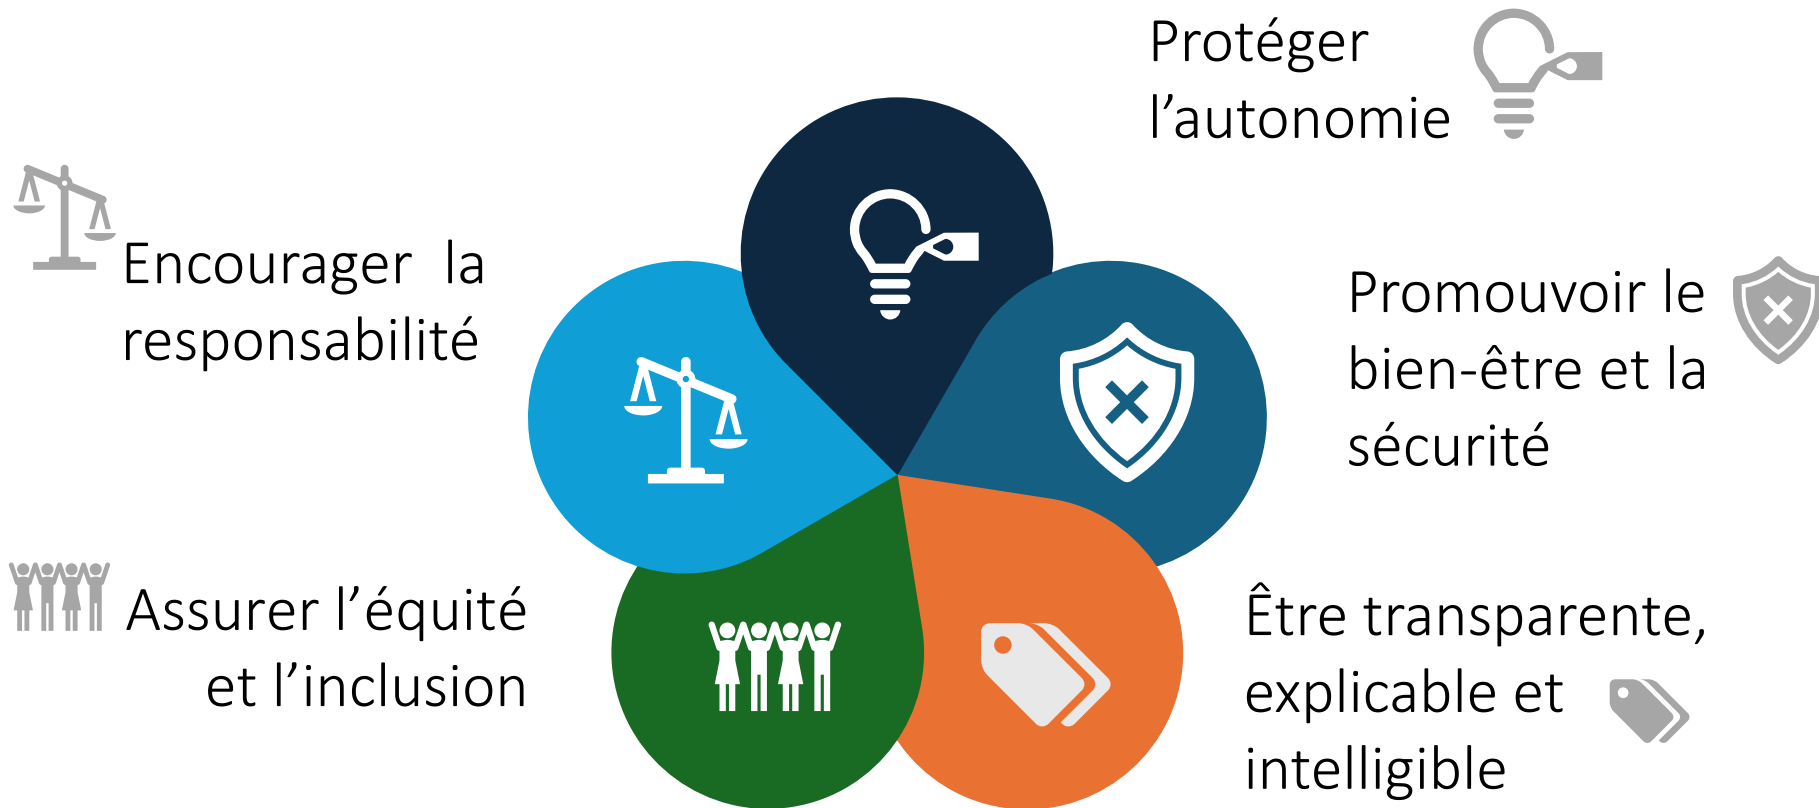 Protéger
l’autonomie
Encourager  la
responsabilité
Promouvoir le
bien-être et la
sécurité
Assurer l’équité
et l’inclusion
Être transparente,
explicable et
intelligible